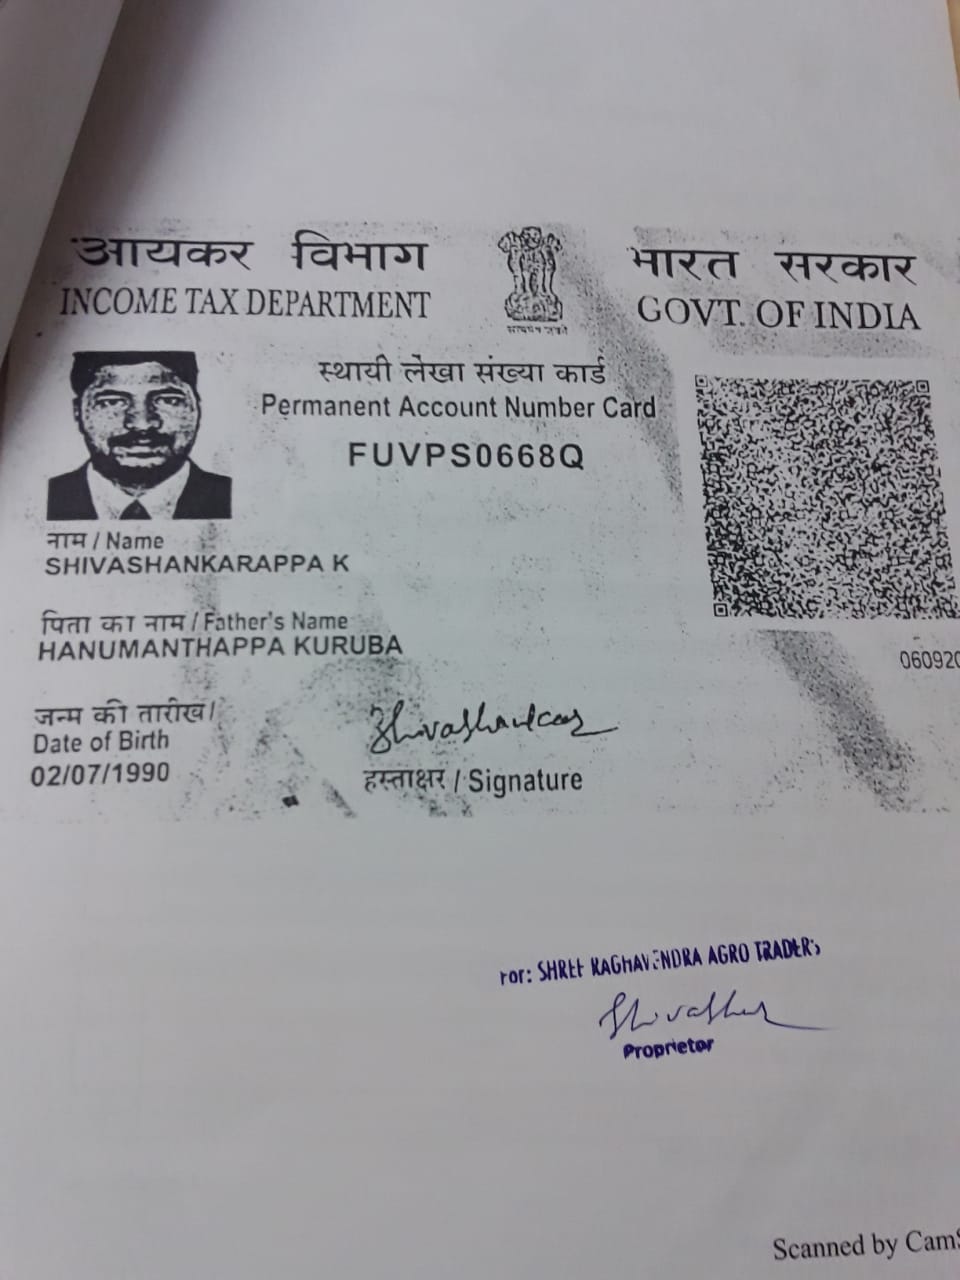 आयकर विभाग
INCOME TAX DEPARTMENT
भारत सरकार
GOVT. OF INDIA
स्थायी लेखा संख्या कार्ड
Permanent Account Number Card
FUVPS0668Q
नाम / Name
SHIVASHANKARAPPA K
पिता का नाम / Father's Name
HANUMANTHAPPA KURUBA
060920
जन्म की तारीख /
Date of Birth
02/07/1990
Shivashankar
हस्ताक्षर / Signature
For: SHREE RAGHAVENDRA AGRO TRADERS
Proprietor
Scanned by CamS